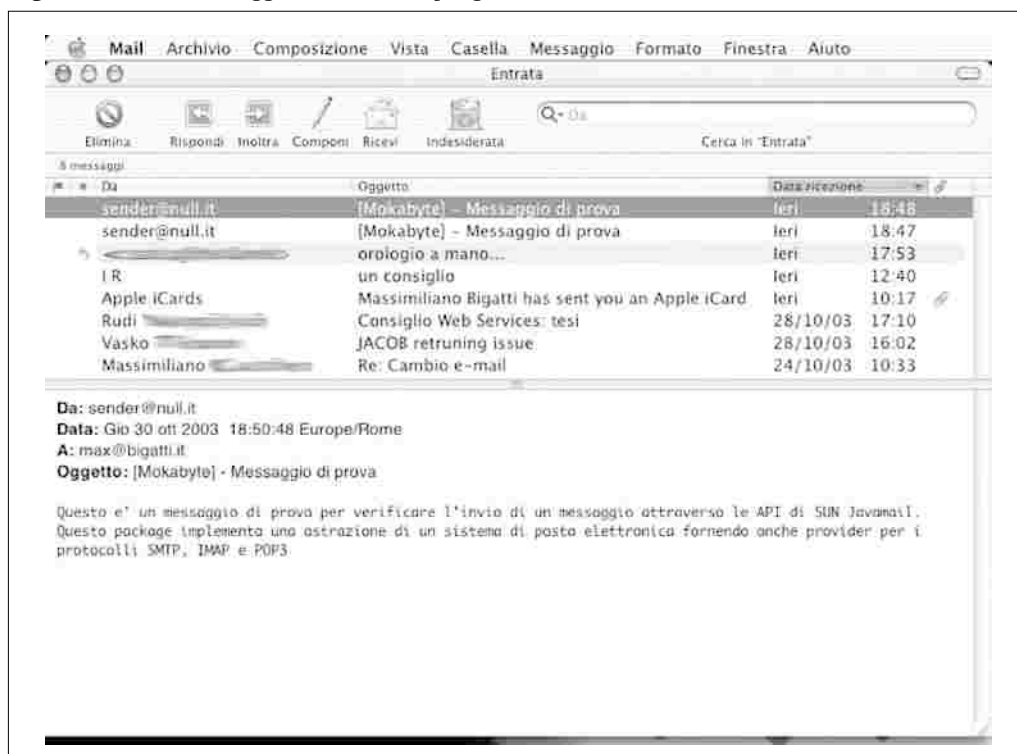 Mail Archivio Composizione Vista Casella Messaggio Formato Finestra Aiuto
Entrata
Da
Elimina Rispondi Inoltra Componi Ricevi Indesiderata Cerca in "Entrata"
8 messaggi
Da Oggetto Data ricezione
sender@null.it [Mokabyte] - Messaggio di prova Ieri 18:48
sender@null.it [Mokabyte] - Messaggio di prova Ieri 18:47
orologio a mano... Ieri 17:53
I R un consiglio Ieri 12:40
Apple iCards Massimiliano Bigatti has sent you an Apple iCard Ieri 10:17
Rudi Consiglio Web Services: tesi 28/10/03 17:10
Vasko JACOB retruning issue 28/10/03 16:02
Massimiliano Re: Cambio e-mail 24/10/03 10:33
Da: sender@null.it
Data: Gio 30 ott 2003 18:50:48 Europe/Rome
A: max@bigatti.it
Oggetto: [Mokabyte] - Messaggio di prova
Questo e' un messaggio di prova per verificare l'invio di un messaggio attraverso le API di SUN Javamail.
Questo package implementa una astrazione di un sistema di posta elettronica fornendo anche provider per i
protocolli SMTP, IMAP e POP3